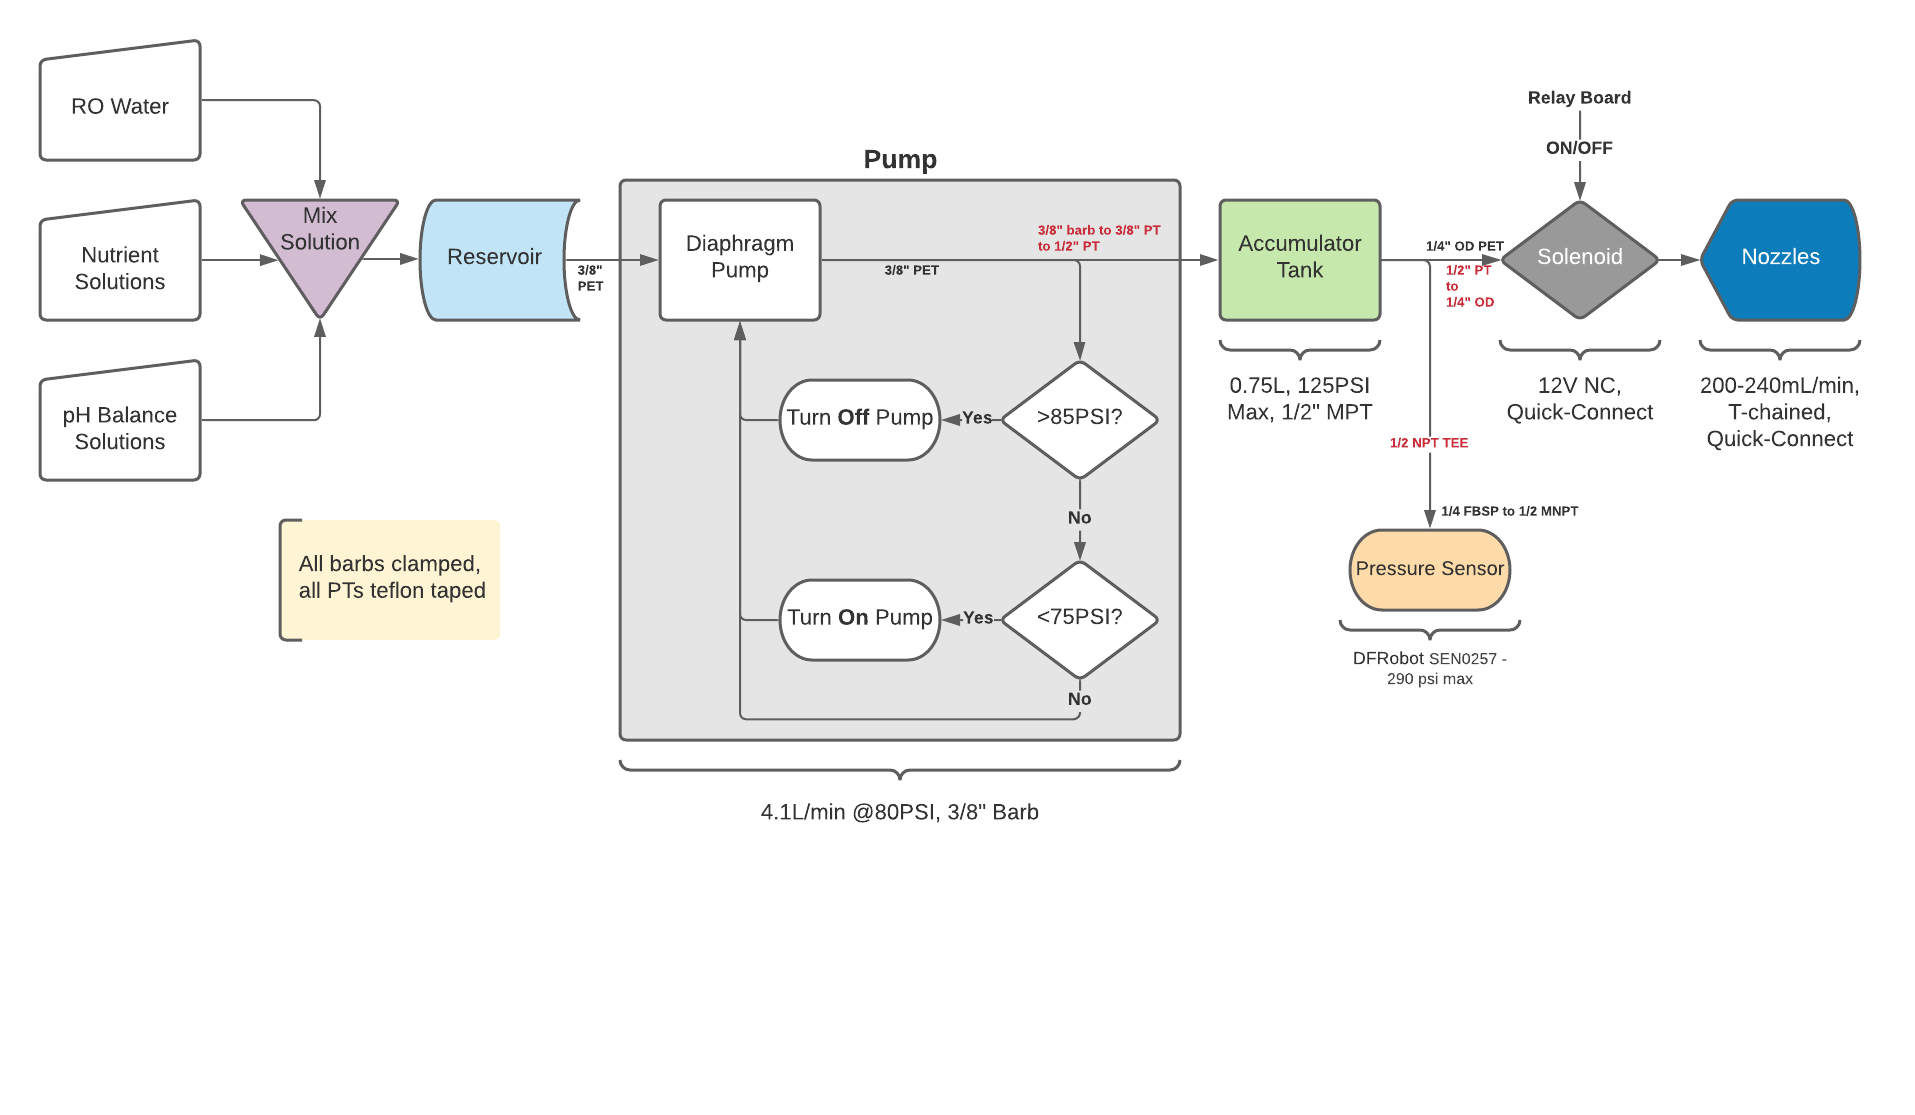 RO Water
Nutrient
Solutions
pH Balance
Solutions
Mix
Solution
Reservoir
3/8"
PET
All barbs clamped,
all PTs teflon taped
Pump
Diaphragm
Pump
3/8" PET
3/8" barb to 3/8" PT
to 1/2" PT
>85PSI?
Yes
Turn Off Pump
No
<75PSI?
Yes
Turn On Pump
No
4.1L/min @80PSI, 3/8" Barb
Accumulator
Tank
0.75L, 125PSI
Max, 1/2" MPT
1/4" OD PET
1/2" PT
to
1/4" OD
1/2 NPT TEE
1/4 FBSP to 1/2 MNPT
Pressure Sensor
DFRobot SEN0257 -
290 psi max
Relay Board
ON/OFF
Solenoid
12V NC,
Quick-Connect
Nozzles
200-240mL/min,
T-chained,
Quick-Connect